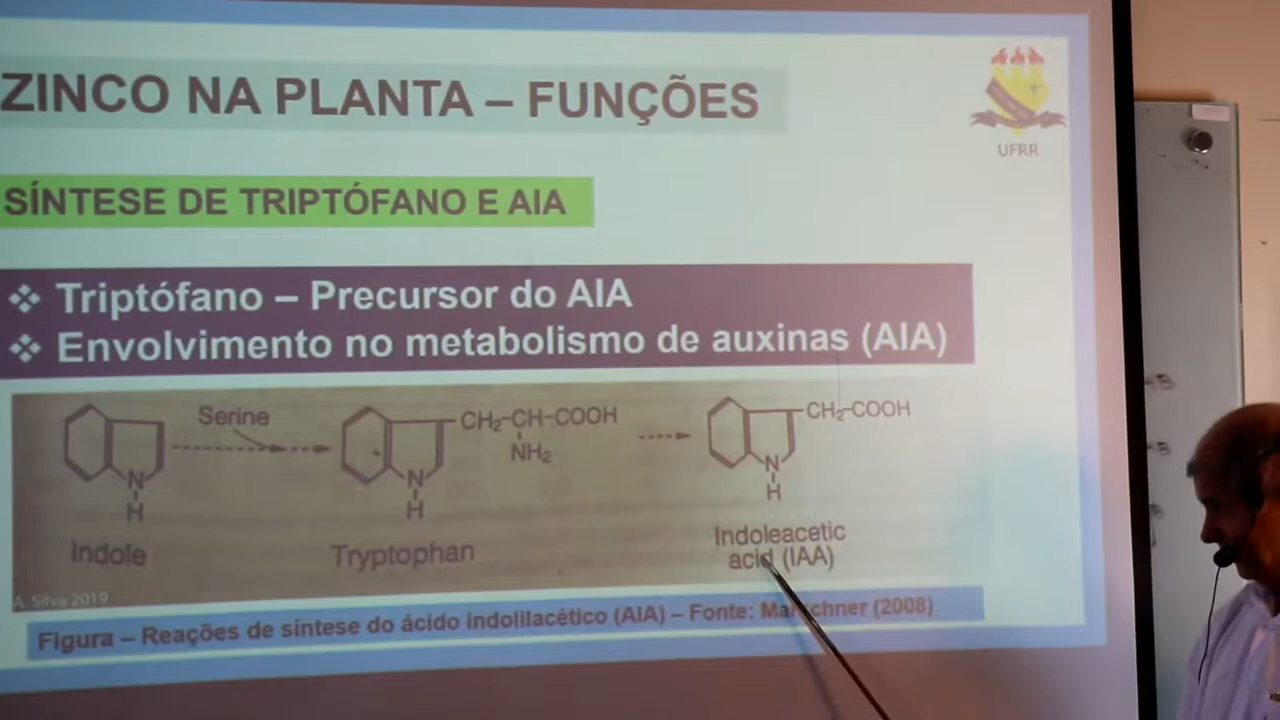 ZINCO NA PLANTA – FUNÇÕES
UFRR
SÍNTESE DE TRIPTÓFANO E AIA
❖ Triptófano – Precursor do AIA
❖ Envolvimento no metabolismo de auxinas (AIA)
Serine
CH₂-CH-COOH
NH₂
CH₂-COOH
N
H
N
H
N
H
Indole
Tryptophan
Indoleacetic
acid (IAA)
A. Silva 2019
Figura – Reações de síntese do ácido indolilacético (AIA) – Fonte: Marschner (2008)